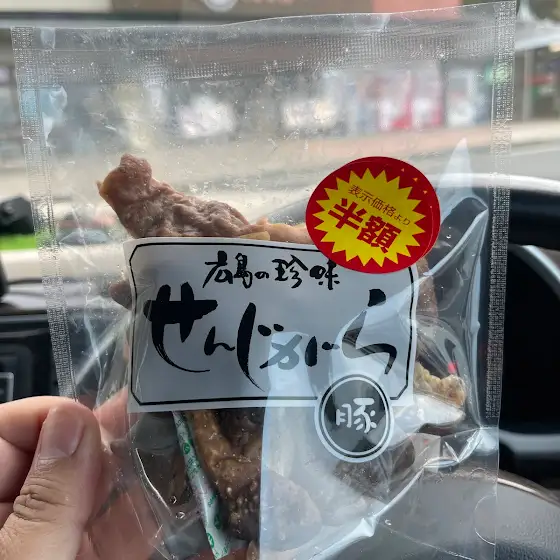 表示価格より
半額
広島の珍味
せんじがら
豚